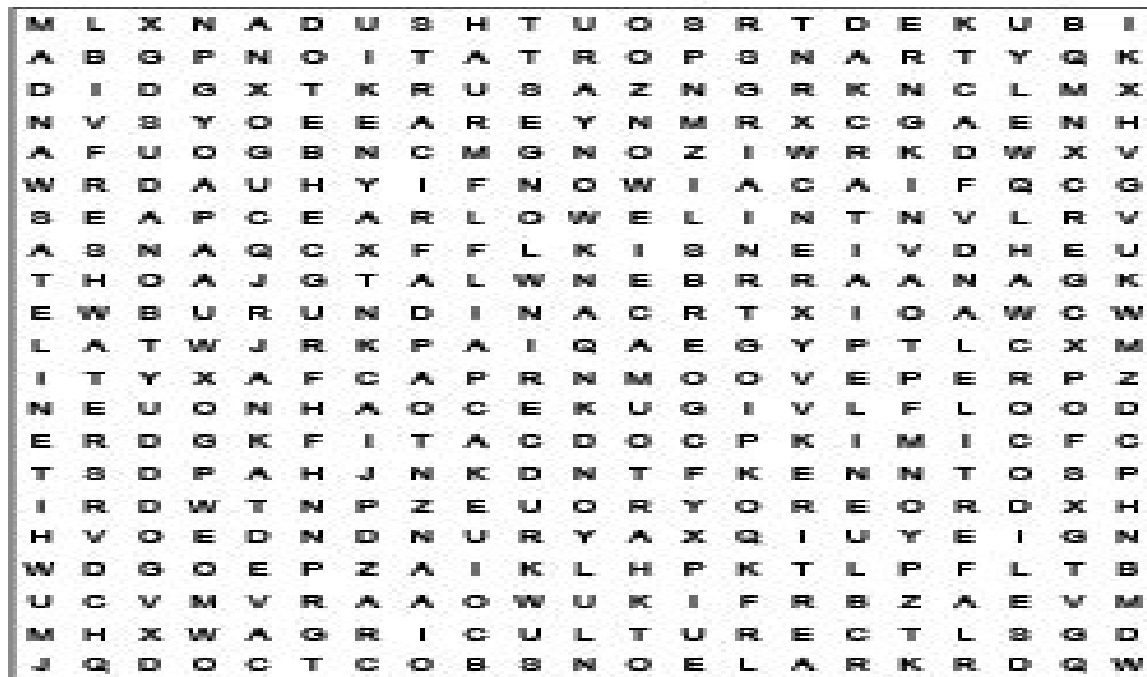 M L X N A D U S H T U O S R T D E K U B I
A B G P N O I T A T R O P S N A R T Y Q K
D I D G X T K R U S A Z N G R K N C L M X
N V S Y O E E A R E Y N M R X C G A E N H
A F U O G B N C M G N O Z I W R K D W X V
W R D A U H Y I F N O W I A C A I F Q C G
S E A P C E A R L O W E L I N T N V L R V
A S N A Q C X F F L K I S N E I V D H E U
T H O A J G T A L W N E B R R A A N A G K
E W B U R U N D I N A C R T X I O A W C W
L A T W J R K P A I Q A E G Y P T L C X M
I T Y X A F C A P R N M O O V E P E R P Z
N E U O N H A O C E K U G I V L F L O O D
E R D G K F I T A C D O C P K I M I C F C
T S D P A H J N K D N T F K E N N T O S P
I R D W T N P Z E U O R Y O R E O R D X H
H V O E D N D N U R Y A X Q I U Y E I G N
W D G O E P Z A I K L H P K T L P F L T B
U C V M V R A A O W U K I F R B Z A E V M
M H X W A G R I C U L T U R E C T L S G D
J Q D O C T C O B S N O E L A R K R D Q W